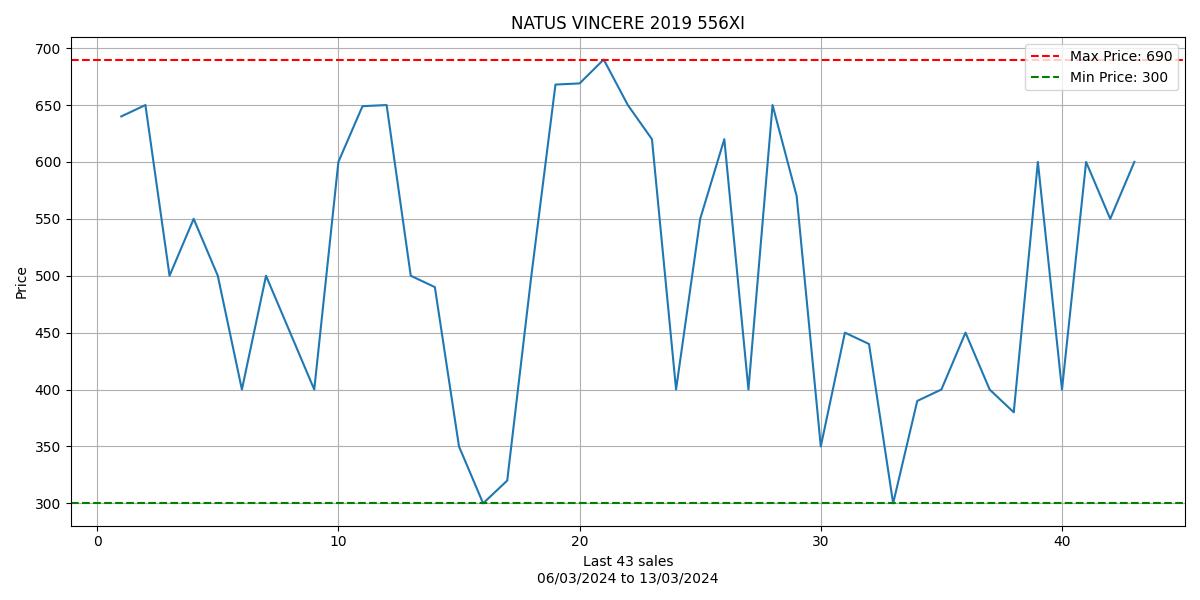 NATUS VINCERE 2019 556XI
Max Price: 690
Min Price: 300
Price
700
650
600
550
500
450
400
350
300
0 10 20 30 40
Last 43 sales
06/03/2024 to 13/03/2024